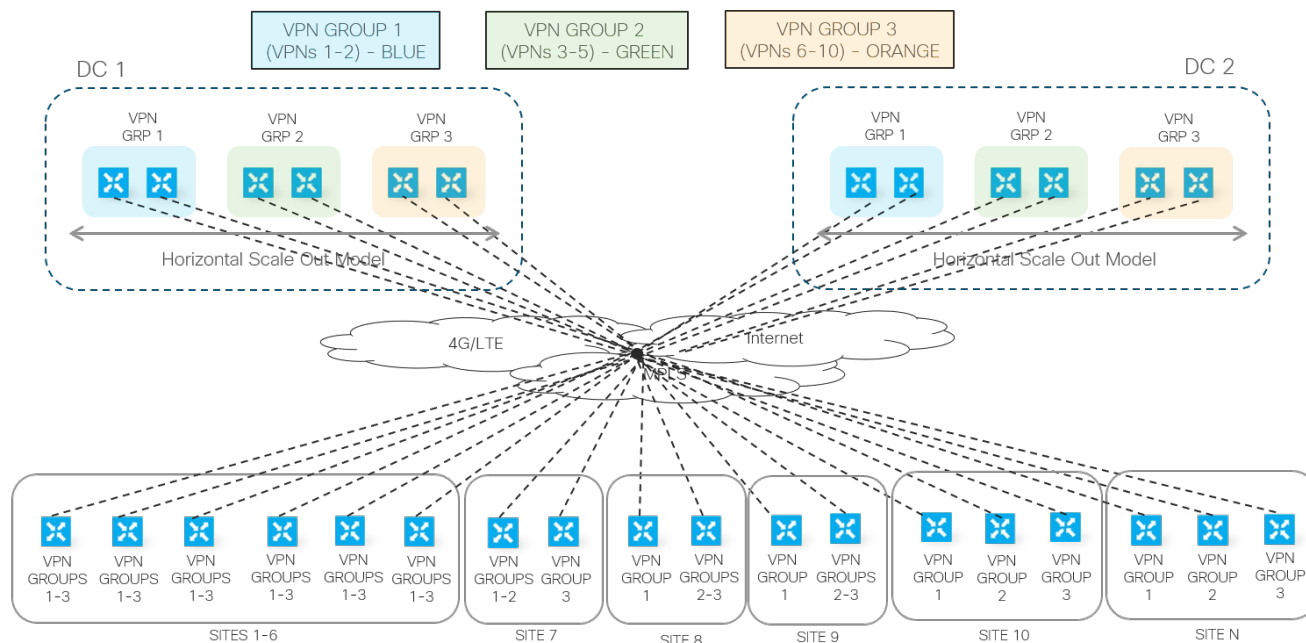 VPN GROUP 1
(VPNs 1-2) - BLUE
VPN GROUP 2
(VPNs 3-5) - GREEN
VPN GROUP 3
(VPNs 6-10) - ORANGE
DC 1
DC 2
VPN
GRP 1
VPN
GRP 2
VPN
GRP 3
VPN
GRP 1
VPN
GRP 2
VPN
GRP 3
Horizontal Scale Out Model
Horizontal Scale Out Model
4G/LTE
Internet
MPLS
VPN
GROUPS
1-3
VPN
GROUPS
1-3
VPN
GROUPS
1-3
VPN
GROUPS
1-3
VPN
GROUPS
1-3
VPN
GROUPS
1-3
VPN
GROUPS
1-2
VPN
GROUP
3
VPN
GROUP
1
VPN
GROUPS
2-3
VPN
GROUP
1
VPN
GROUPS
2-3
VPN
GROUP
1
VPN
GROUP
2
VPN
GROUP
3
VPN
GROUP
1
VPN
GROUP
2
VPN
GROUP
3
SITES 1-6
SITE 7
SITE 8
SITE 9
SITE 10
SITE N